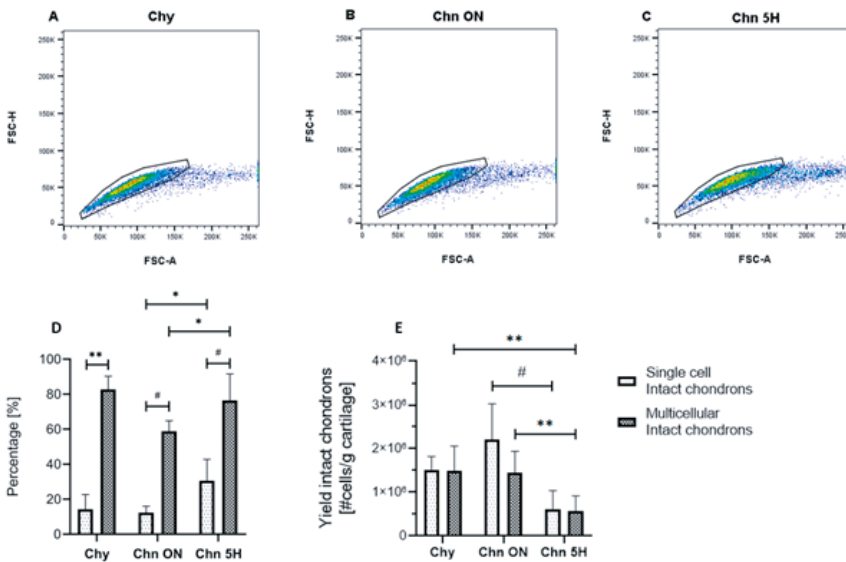 A
Chy
B
Chn ON
C
Chn 5H
FSC-H
250K
200K
150K
100K
50K
0
0 50K 100K 150K 200K 250K
FSC-A
FSC-H
250K
200K
150K
100K
50K
0
0 50K 100K 150K 200K 250K
FSC-A
FSC-H
250K
200K
150K
100K
50K
0
0 50K 100K 150K 200K 250K
FSC-A
D
Percentage [%]
100
80
60
40
20
0
**
#
#
*
*
Chy Chn ON Chn 5H
E
Yield intact chondrons
[#cells/g cartilage]
4×10⁶
3×10⁶
2×10⁶
1×10⁶
0
**
#
**
Chy Chn ON Chn 5H
Single cell
Intact chondrons
Multicellular
Intact chondrons